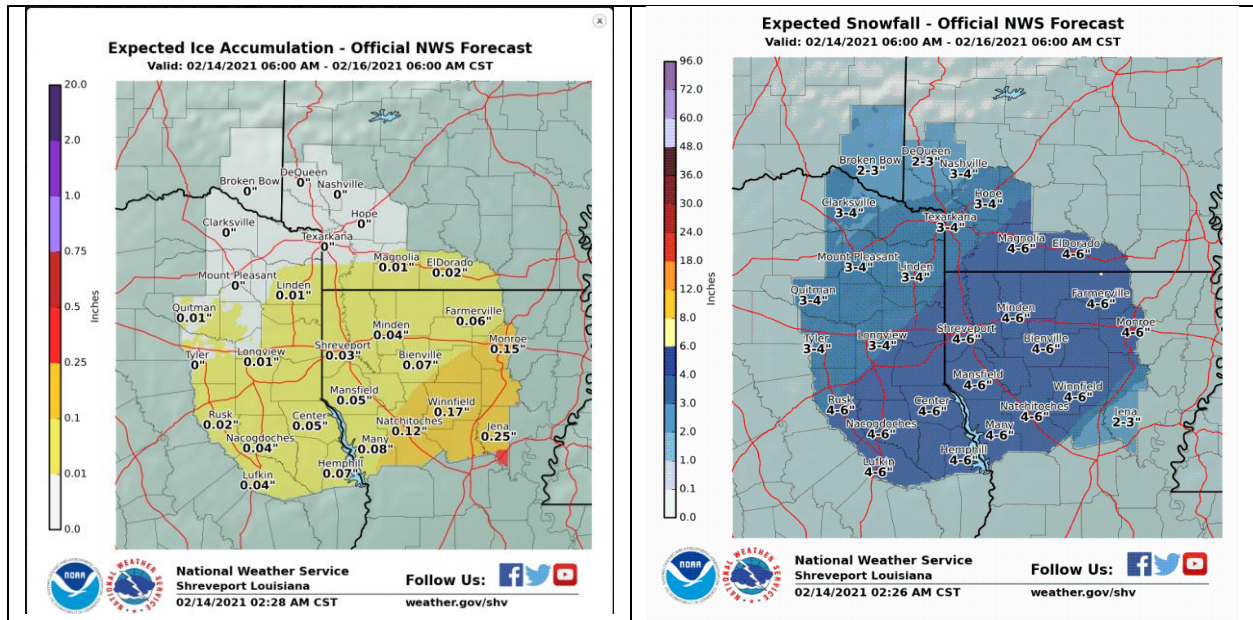 Expected Ice Accumulation - Official NWS Forecast
Valid: 02/14/2021 06:00 AM - 02/16/2021 06:00 AM CST
20.0
2.0
1.0
0.75
0.5
0.25
0.1
0.01
0.0
Inches
Broken Bow
0"
DeQueen
0"
Nashville
0"
Hope
0"
Clarksville
0"
Texarkana
0"
Magnolia
0.01"
ElDorado
0.02"
Mount Pleasant
0"
Linden
0.01"
Quitman
0.01"
Farmerville
0.06"
Minden
0.04"
Monroe
0.15"
Tyler
0"
Longview
0.01"
Shreveport
0.03"
Bienville
0.07"
Mansfield
0.05"
Winnfield
0.17"
Rusk
0.02"
Center
0.05"
Natchitoches
0.12"
Jena
0.25"
Nacogdoches
0.04"
Many
0.08"
Hemphill
0.07"
Lufkin
0.04"
NOAA
NATIONAL WEATHER SERVICE
National Weather Service
Shreveport Louisiana
02/14/2021 02:28 AM CST
Follow Us:
weather.gov/shv
Expected Snowfall - Official NWS Forecast
Valid: 02/14/2021 06:00 AM - 02/16/2021 06:00 AM CST
96.0
72.0
60.0
48.0
36.0
30.0
24.0
18.0
12.0
8.0
6.0
4.0
3.0
2.0
1.0
0.1
0.0
Inches
Broken Bow
2-3"
DeQueen
2-3"
Nashville
3-4"
Hope
3-4"
Clarksville
3-4"
Texarkana
3-4"
Magnolia
4-6"
ElDorado
4-6"
Mount Pleasant
3-4"
Linden
3-4"
Quitman
3-4"
Farmerville
4-6"
Minden
4-6"
Monroe
4-6"
Tyler
3-4"
Longview
3-4"
Shreveport
4-6"
Bienville
4-6"
Mansfield
4-6"
Winnfield
4-6"
Rusk
4-6"
Center
4-6"
Natchitoches
4-6"
Jena
2-3"
Nacogdoches
4-6"
Many
4-6"
Hemphill
4-6"
Lufkin
4-6"
NOAA
NATIONAL WEATHER SERVICE
National Weather Service
Shreveport Louisiana
02/14/2021 02:26 AM CST
Follow Us:
weather.gov/shv